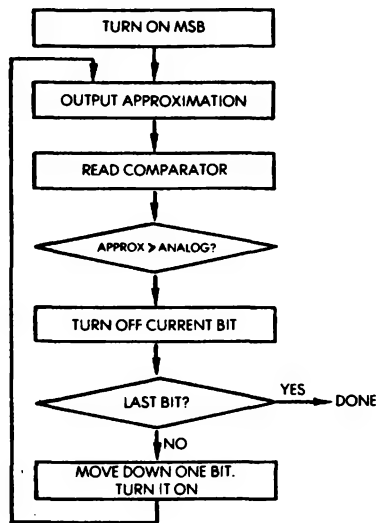 TURN ON MSB
OUTPUT APPROXIMATION
READ COMPARATOR
APPROX > ANALOG?
TURN OFF CURRENT BIT
LAST BIT?
YES
DONE
NO
MOVE DOWN ONE BIT.
TURN IT ON